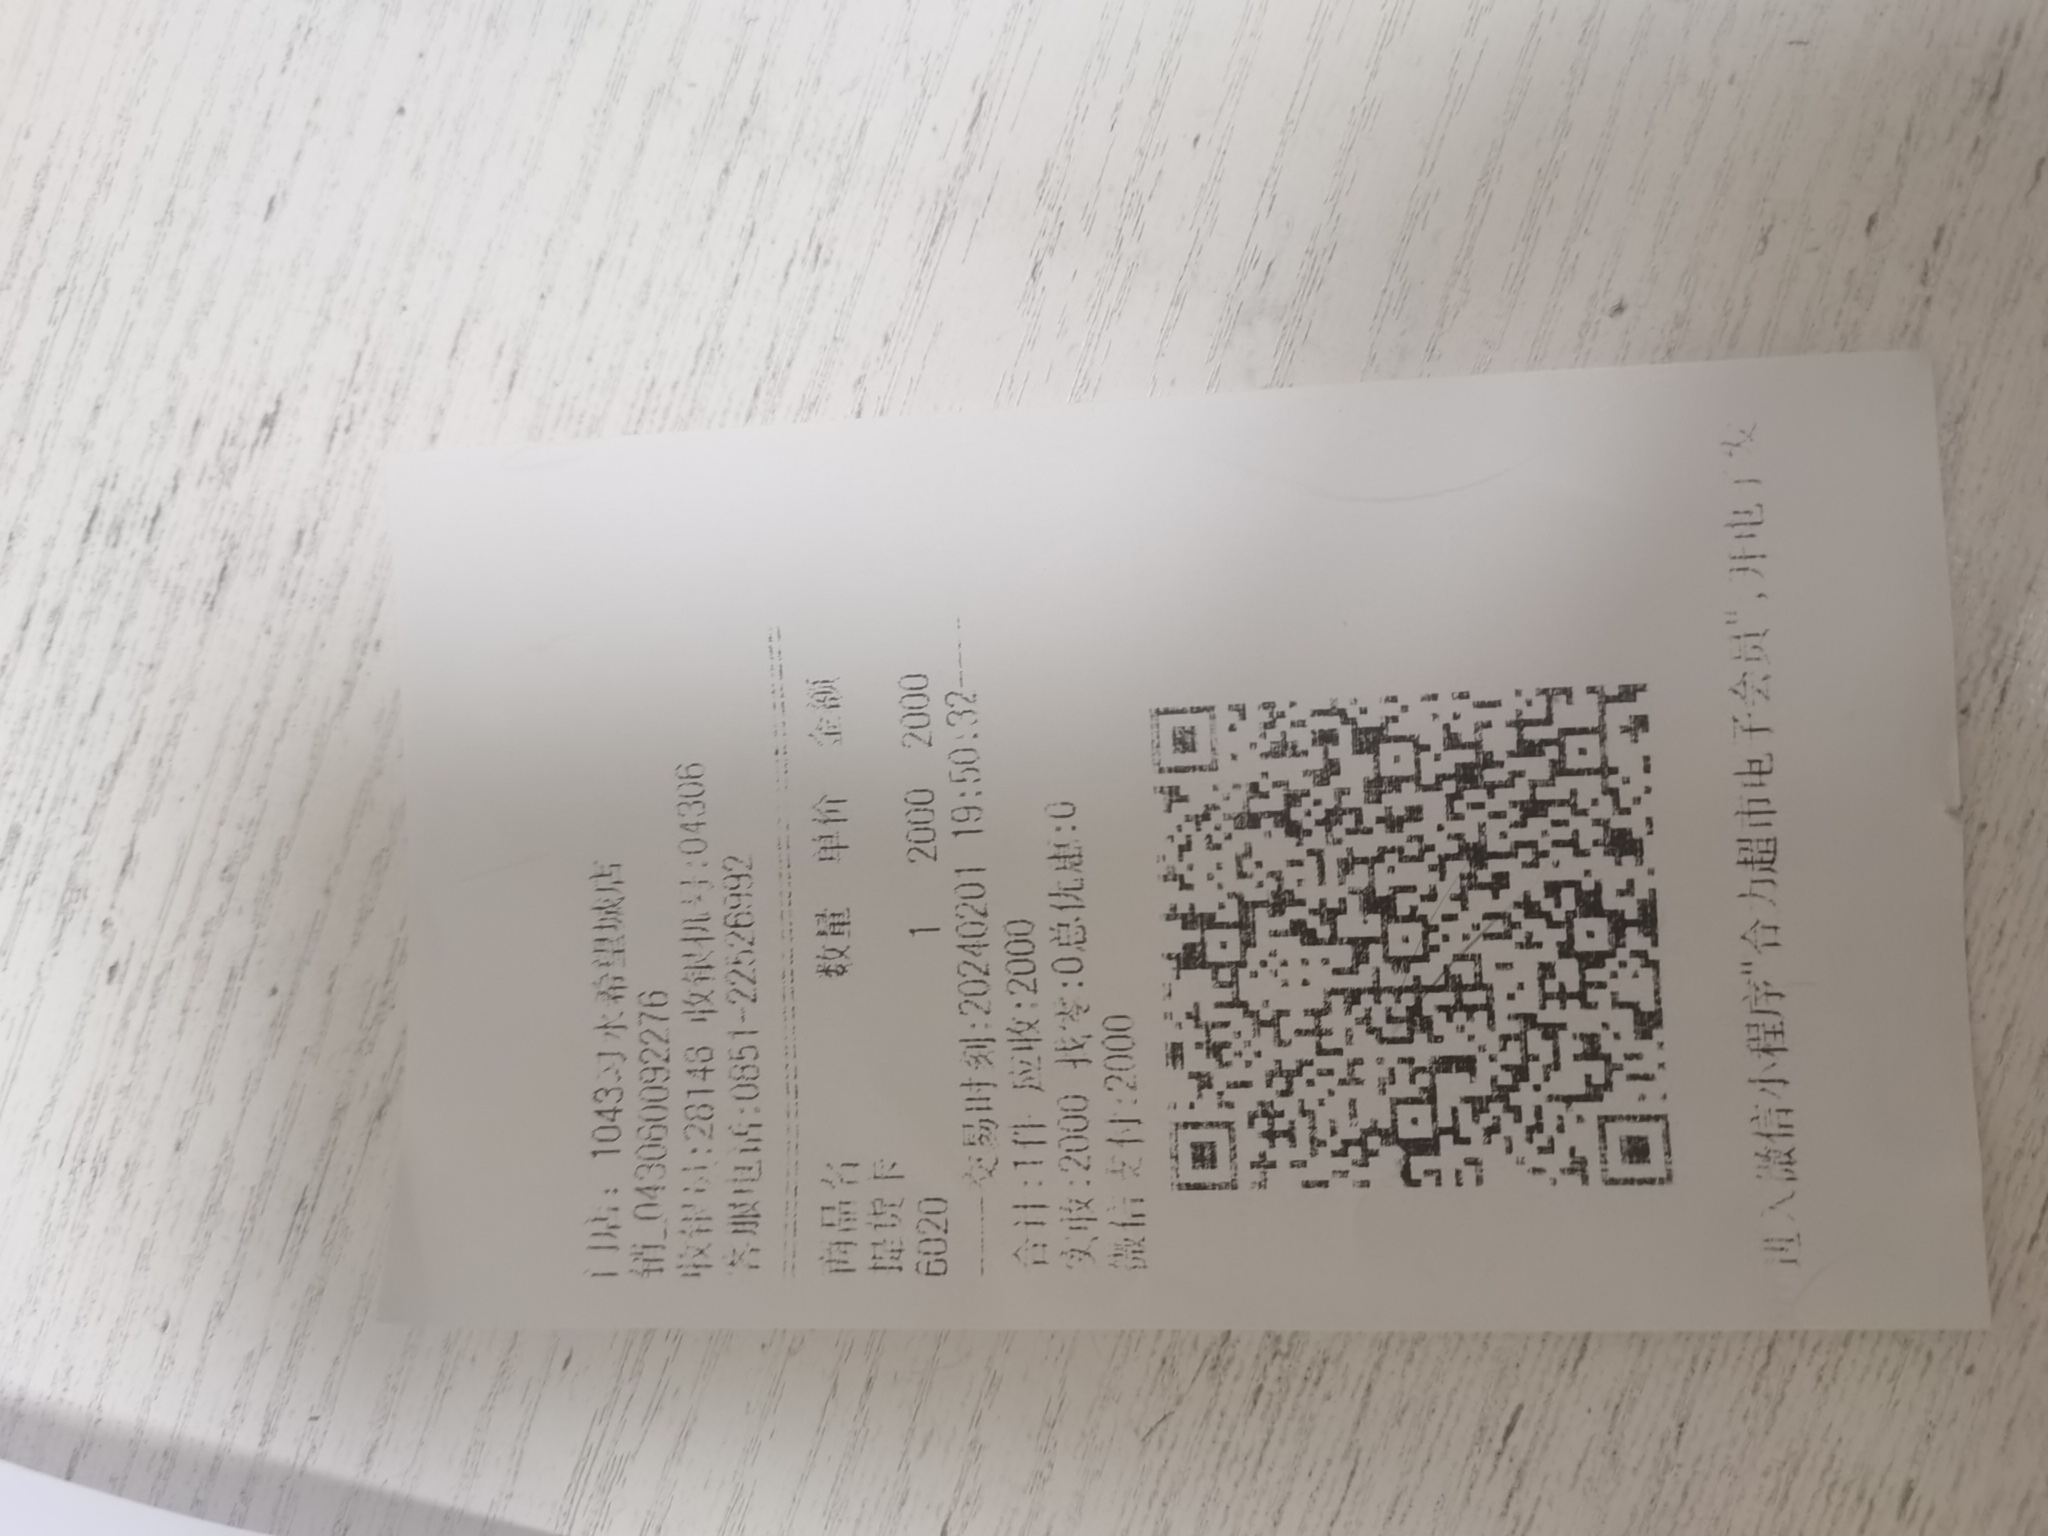 门店: 1043习水希望城店
销_043060092276
收银员:28146 收银机号:04306
客服电话:0851-22526992
商品名 数量 单价 金额
提货卡
6020 1 2000 2000
交易时刻:20240201 19:50:32
合计:1件 应收:2000
实收:2000 找零:0总优惠:0
微信支付:2000
进入微信小程序"合力超市电子会员",开电子发